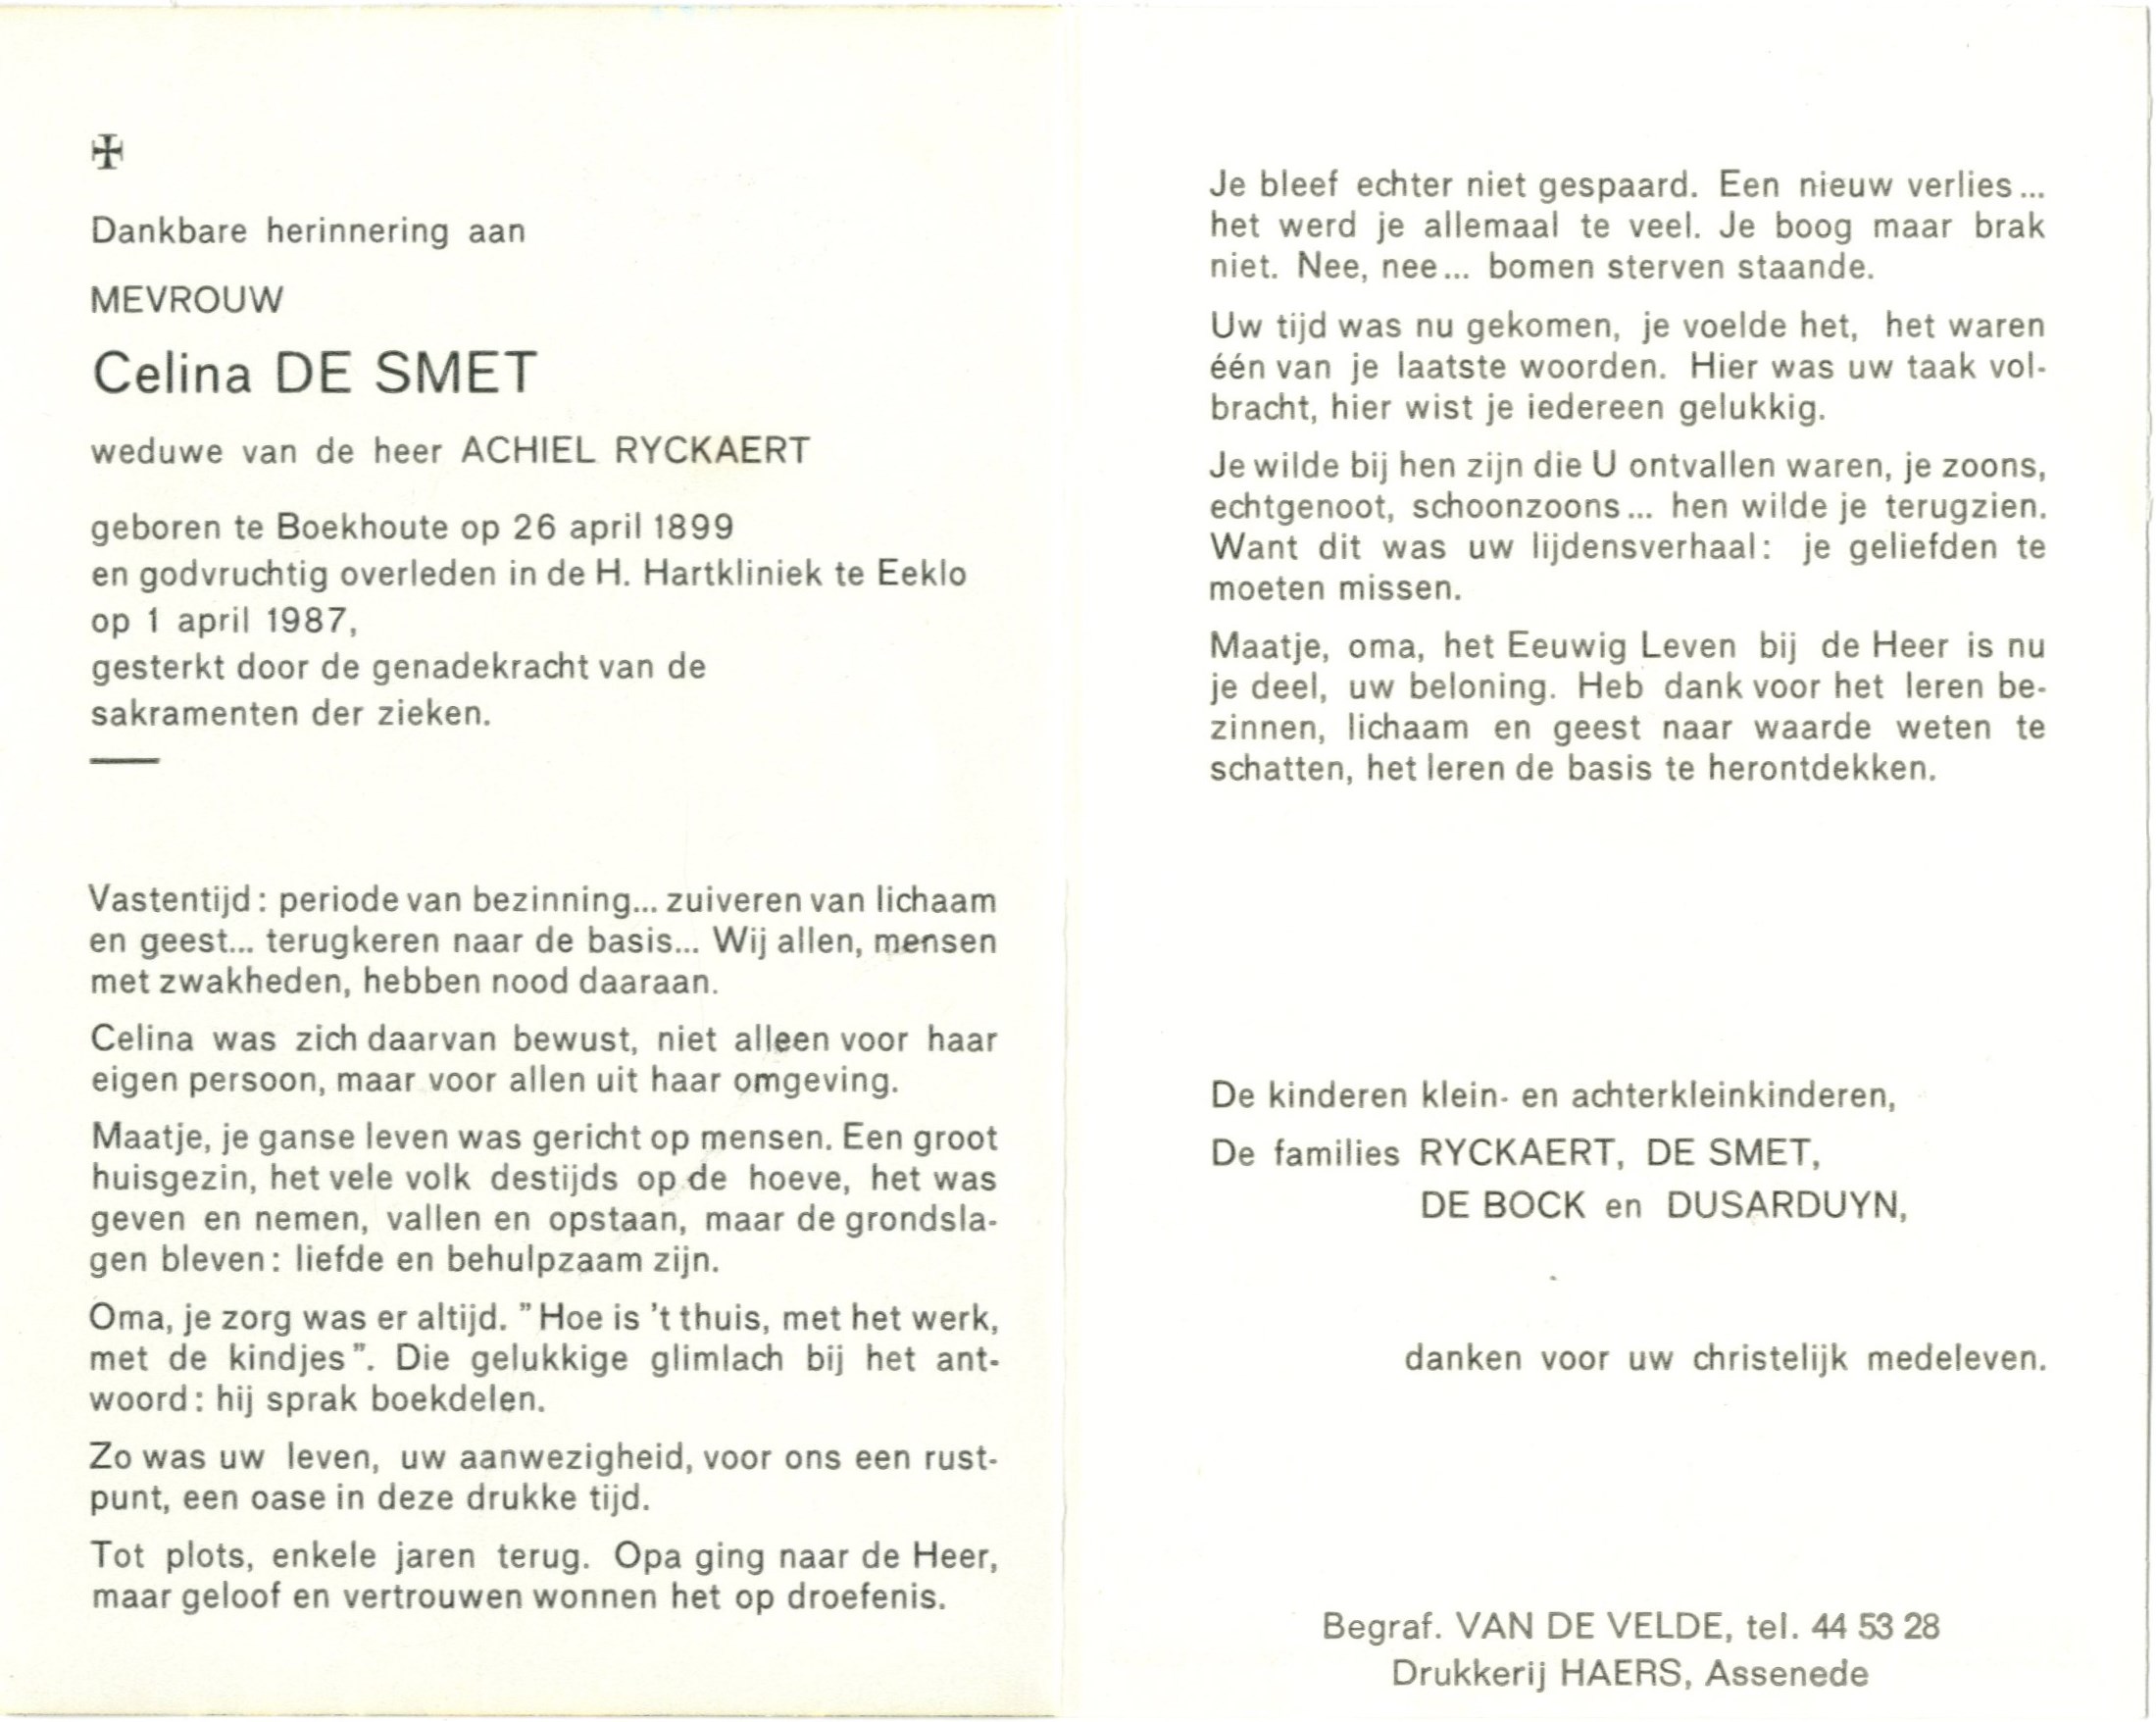 ✠
Dankbare herinnering aan
MEVROUW
Celina DE SMET
weduwe van de heer ACHIEL RYCKAERT
geboren te Boekhoute op 26 april 1899
en godvruchtig overleden in de H. Hartkliniek te Eeklo
op 1 april 1987,
gesterkt door de genadekracht van de
sakramenten der zieken.
Vastentijd : periode van bezinning... zuiveren van lichaam
en geest... terugkeren naar de basis... Wij allen, mensen
met zwakheden, hebben nood daaraan.
Celina was zich daarvan bewust, niet alleen voor haar
eigen persoon, maar voor allen uit haar omgeving.
Maatje, je ganse leven was gericht op mensen. Een groot
huisgezin, het vele volk destijds op de hoeve, het was
geven en nemen, vallen en opstaan, maar de grondsla-
gen bleven : liefde en behulpzaam zijn.
Oma, je zorg was er altijd. ”Hoe is 't thuis, met het werk,
met de kindjes”. Die gelukkige glimlach bij het ant-
woord : hij sprak boekdelen.
Zo was uw leven, uw aanwezigheid, voor ons een rust-
punt, een oase in deze drukke tijd.
Tot plots, enkele jaren terug. Opa ging naar de Heer,
maar geloof en vertrouwen wonnen het op droefenis.
Je bleef echter niet gespaard. Een nieuw verlies...
het werd je allemaal te veel. Je boog maar brak
niet. Nee, nee... bomen sterven staande.
Uw tijd was nu gekomen, je voelde het, het waren
één van je laatste woorden. Hier was uw taak vol-
bracht, hier wist je iedereen gelukkig.
Je wilde bij hen zijn die U ontvallen waren, je zoons,
echtgenoot, schoonzoons... hen wilde je terugzien.
Want dit was uw lijdensverhaal : je geliefden te
moeten missen.
Maatje, oma, het Eeuwig Leven bij de Heer is nu
je deel, uw beloning. Heb dank voor het leren be-
zinnen, lichaam en geest naar waarde weten te
schatten, het leren de basis te herontdekken.
De kinderen klein- en achterkleinkinderen,
De families RYCKAERT, DE SMET,
DE BOCK en DUSARDUYN,
danken voor uw christelijk medeleven.
Begraf. VAN DE VELDE, tel. 44 53 28
Drukkerij HAERS, Assenede